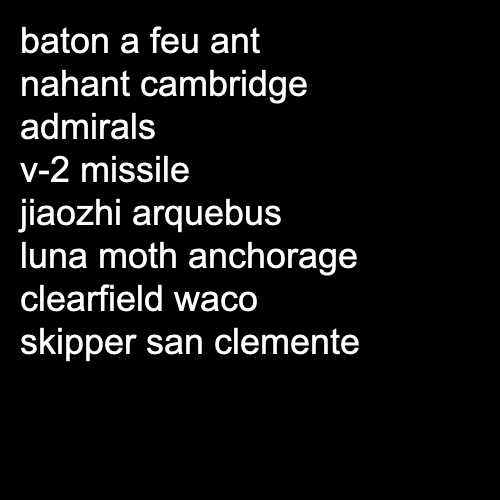 baton a feu ant
nahant cambridge
admirals
v-2 missile
jiaozhi arquebus
luna moth anchorage
clearfield waco
skipper san clemente